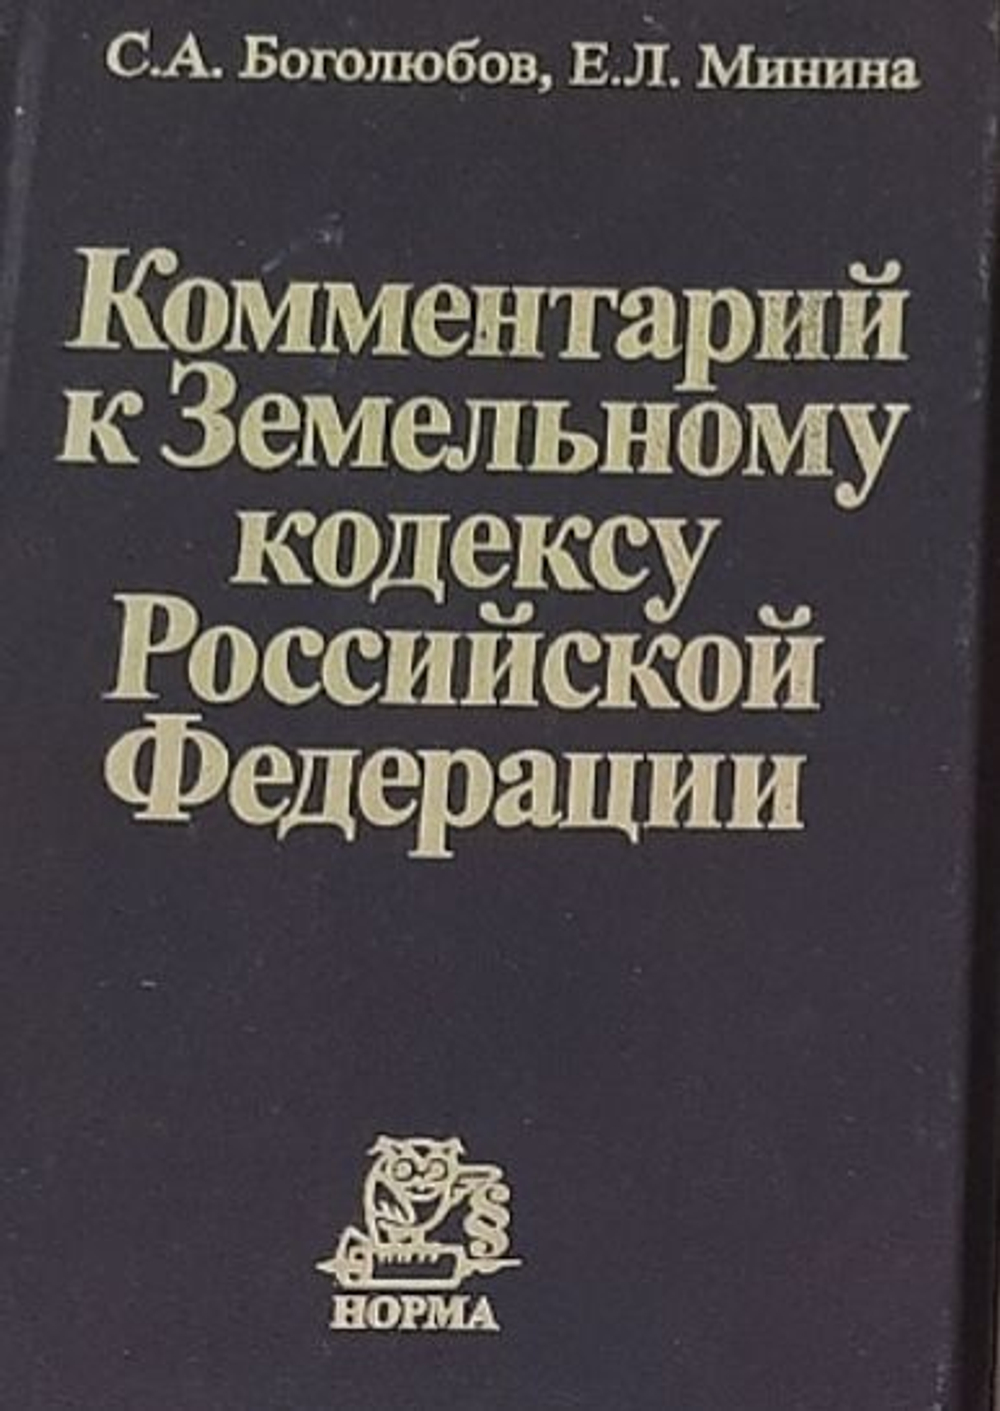 С.А. Боголюбов, Е.Л. Минина
Комментарий
к Земельному
кодексу
Российской
Федерации
§
НОРМА